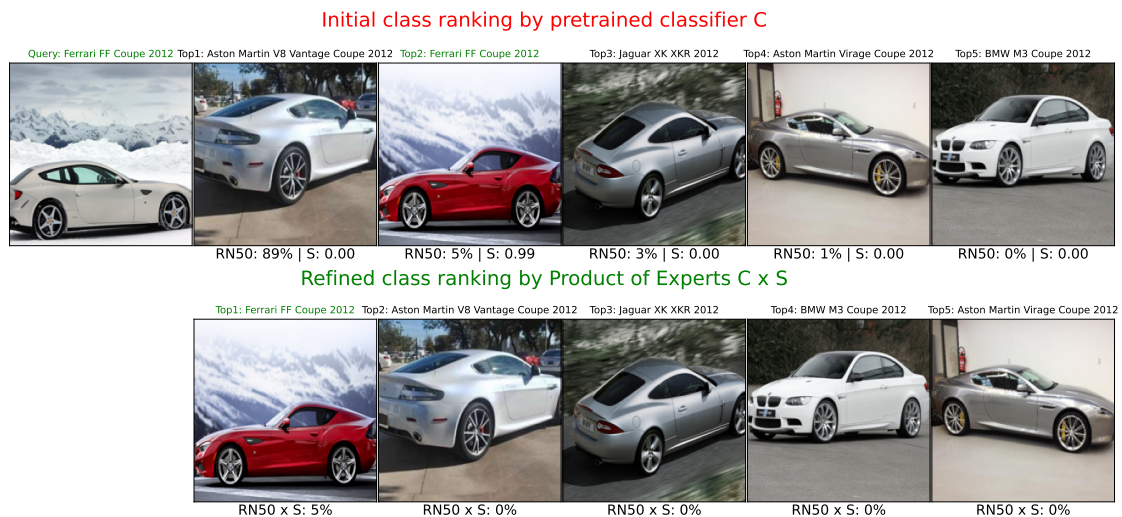 Initial class ranking by pretrained classifier C
Query: Ferrari FF Coupe 2012 Top1: Aston Martin V8 Vantage Coupe 2012 Top2: Ferrari FF Coupe 2012 Top3: Jaguar XK XKR 2012 Top4: Aston Martin Virage Coupe 2012 Top5: BMW M3 Coupe 2012
RN50: 89% | S: 0.00 RN50: 5% | S: 0.99 RN50: 3% | S: 0.00 RN50: 1% | S: 0.00 RN50: 0% | S: 0.00
Refined class ranking by Product of Experts C x S
Top1: Ferrari FF Coupe 2012 Top2: Aston Martin V8 Vantage Coupe 2012 Top3: Jaguar XK XKR 2012 Top4: BMW M3 Coupe 2012 Top5: Aston Martin Virage Coupe 2012
RN50 x S: 5% RN50 x S: 0% RN50 x S: 0% RN50 x S: 0% RN50 x S: 0%